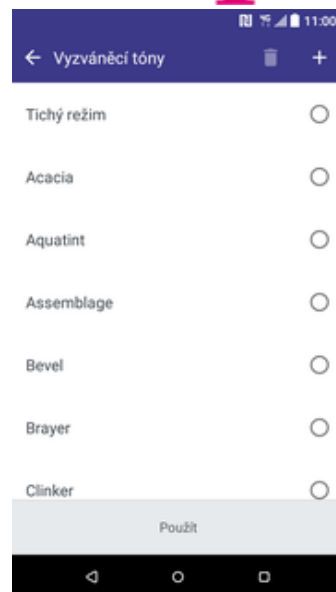 11:00
Vyzváněcí tóny
Tichý režim
Acacia
Aquatint
Assemblage
Bevel
Brayer
Clinker
Použít